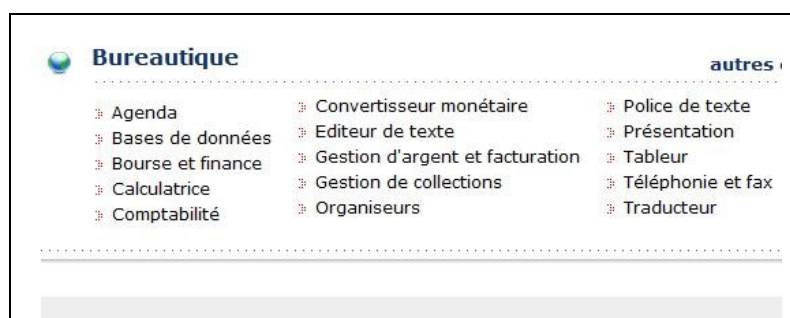 Bureautique
autres
Agenda
Bases de données
Bourse et finance
Calculatrice
Comptabilité
Convertisseur monétaire
Editeur de texte
Gestion d'argent et facturation
Gestion de collections
Organiseurs
Police de texte
Présentation
Tableur
Téléphonie et fax
Traducteur